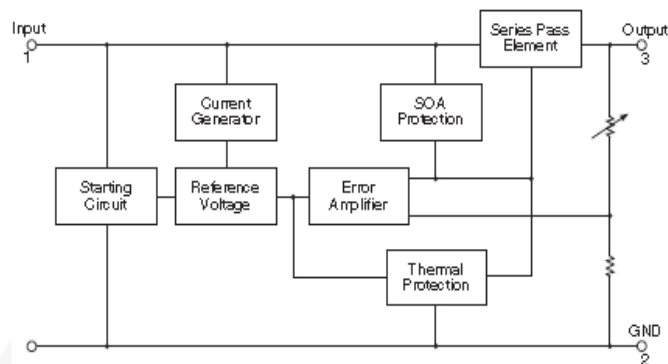 Input
1
Series Pass
Element
Output
3
Current
Generator
SOA
Protection
Starting
Circuit
Reference
Voltage
Error
Amplifier
Thermal
Protection
GND
2